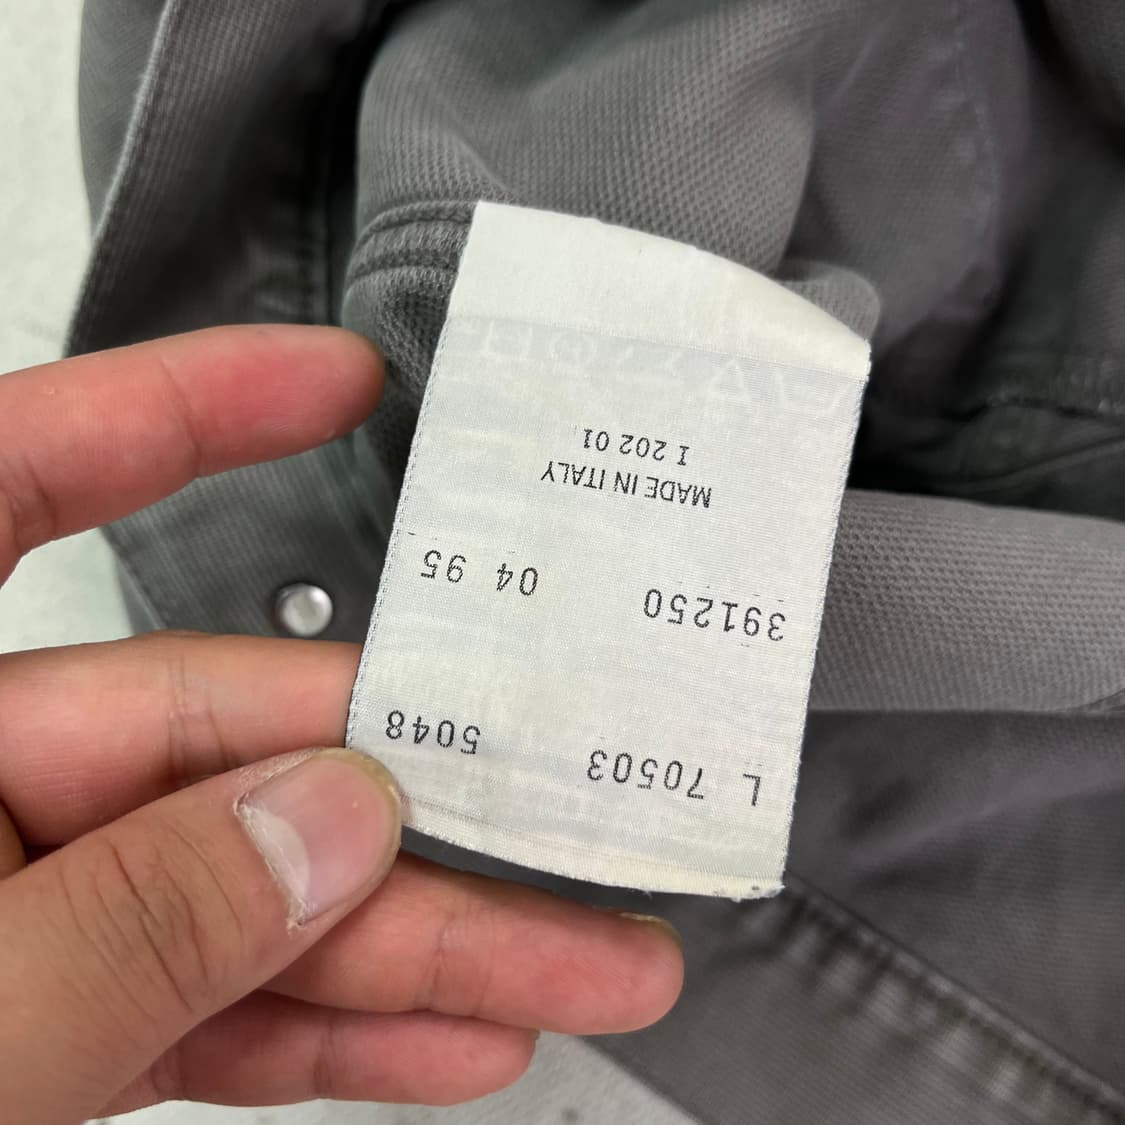 L 70503 5048
391250 04 95
MADE IN ITALY
I 202 01